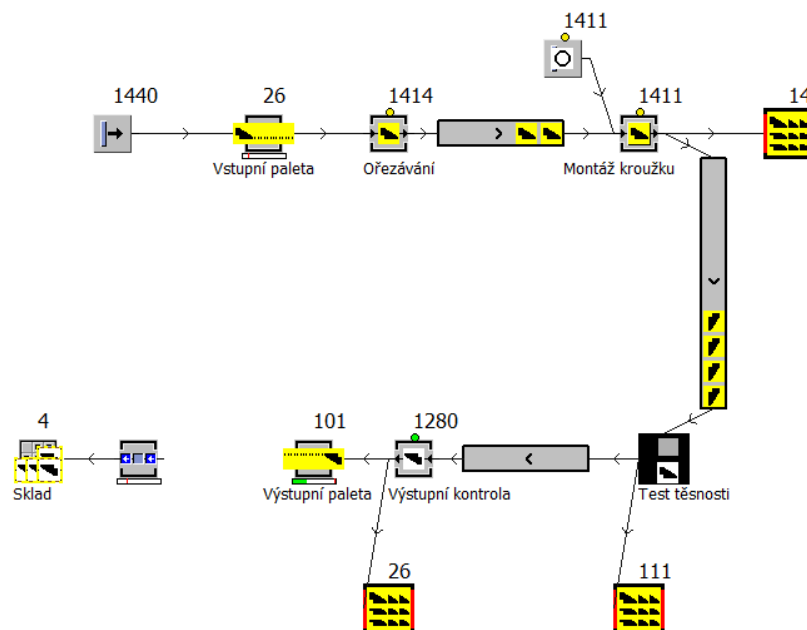 1411
1440
26
1414
1411
14
Vstupní paleta
Ořezávání
Montáž kroužku
4
101
1280
Sklad
Výstupní paleta
Výstupní kontrola
Test těsnosti
26
111